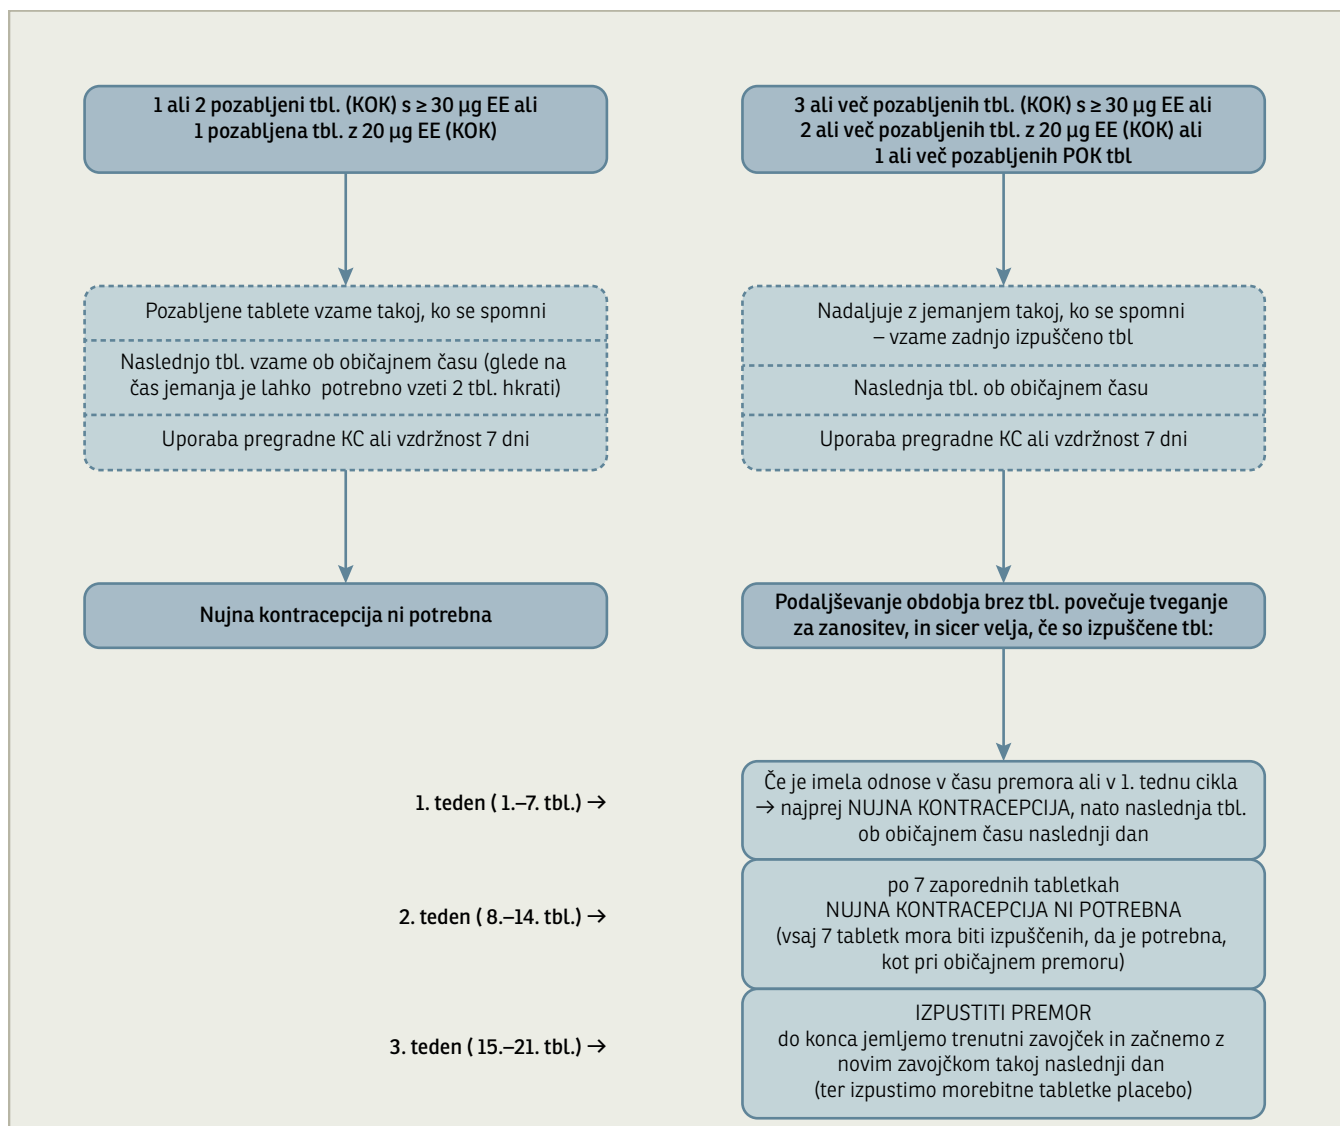 1 ali 2 pozabljeni tbl. (KOK) s ≥ 30 µg EE ali
1 pozabljena tbl. z 20 µg EE (KOK)
Pozabljene tablete vzame takoj, ko se spomni
Naslednjo tbl. vzame ob običajnem času (glede na
čas jemanja je lahko potrebno vzeti 2 tbl. hkrati)
Uporaba pregradne KC ali vzdržnost 7 dni
Nujna kontracepcija ni potrebna
3 ali več pozabljenih tbl. (KOK) s ≥ 30 µg EE ali
2 ali več pozabljenih tbl. z 20 µg EE (KOK) ali
1 ali več pozabljenih POK tbl
Nadaljuje z jemanjem takoj, ko se spomni
– vzame zadnjo izpuščeno tbl
Naslednja tbl. ob običajnem času
Uporaba pregradne KC ali vzdržnost 7 dni
Podaljševanje obdobja brez tbl. povečuje tveganje
za zanositev, in sicer velja, če so izpuščene tbl:
1. teden ( 1.–7. tbl.) →
Če je imela odnose v času premora ali v 1. tednu cikla
→ najprej NUJNA KONTRACEPCIJA, nato naslednja tbl.
ob običajnem času naslednji dan
2. teden ( 8.–14. tbl.) →
po 7 zaporednih tabletkah
NUJNA KONTRACEPCIJA NI POTREBNA
(vsaj 7 tabletk mora biti izpuščenih, da je potrebna,
kot pri običajnem premoru)
3. teden ( 15.–21. tbl.) →
IZPUSTITI PREMOR
do konca jemljemo trenutni zavojček in začnemo z
novim zavojčkom takoj naslednji dan
(ter izpustimo morebitne tabletke placebo)